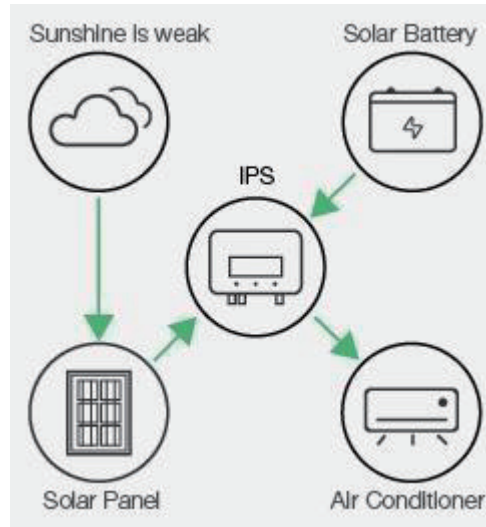 Sunshine is weak
Solar Battery
IPS
Solar Panel
Air Conditioner